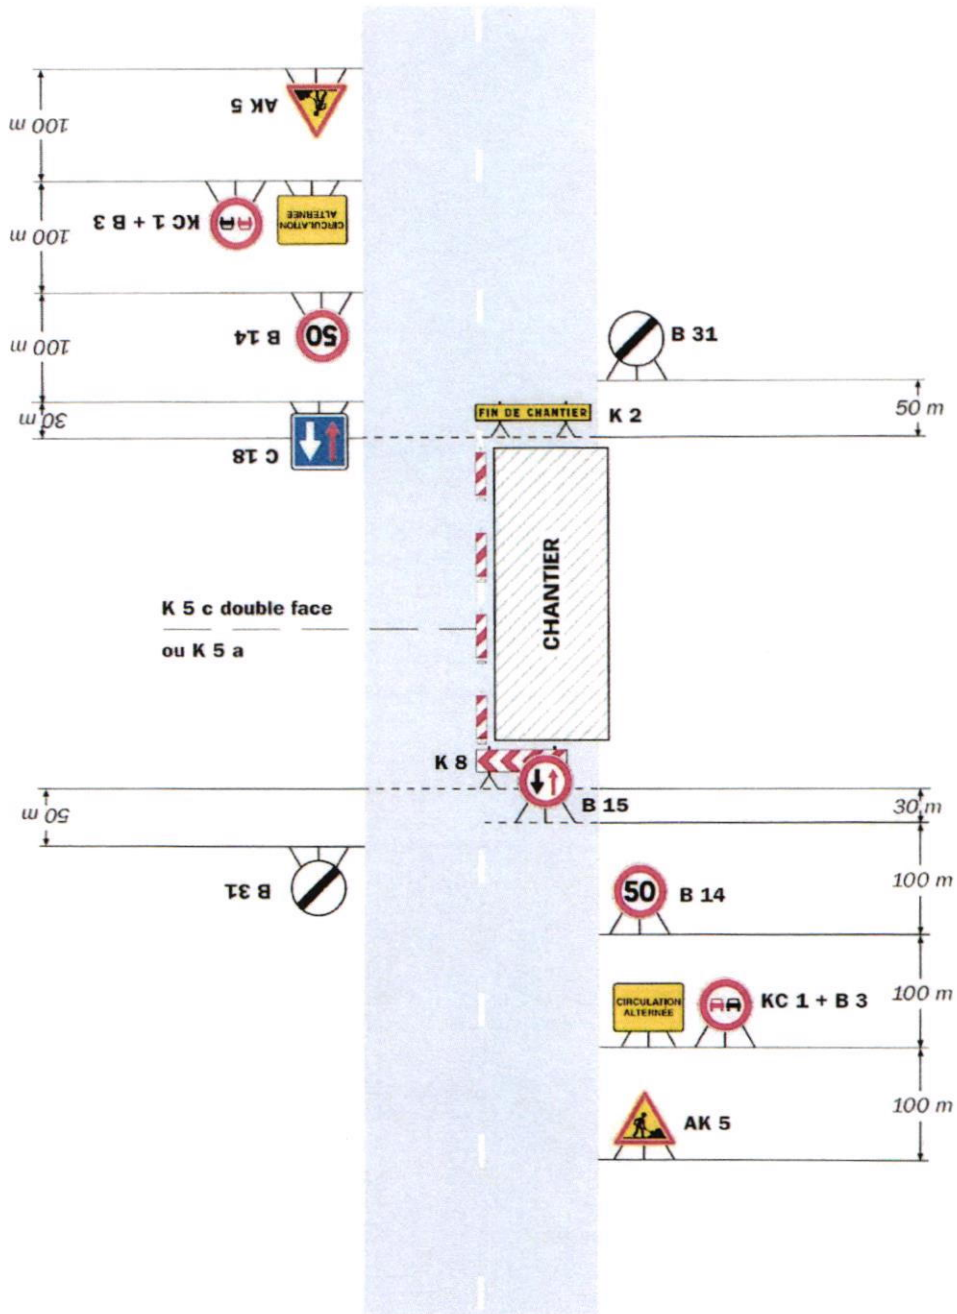 AK 5
100 m
KC 1 + B 3
CIRCULATION
ALTERNÉE
100 m
B 14
50
100 m
B 31
30 m
FIN DE CHANTIER
K 2
50 m
C 18
CHANTIER
K 5 c double face
ou K 5 a
K 8
B 15
30 m
50 m
B 31
50
B 14
100 m
CIRCULATION
ALTERNÉE
KC 1 + B 3
100 m
AK 5
100 m